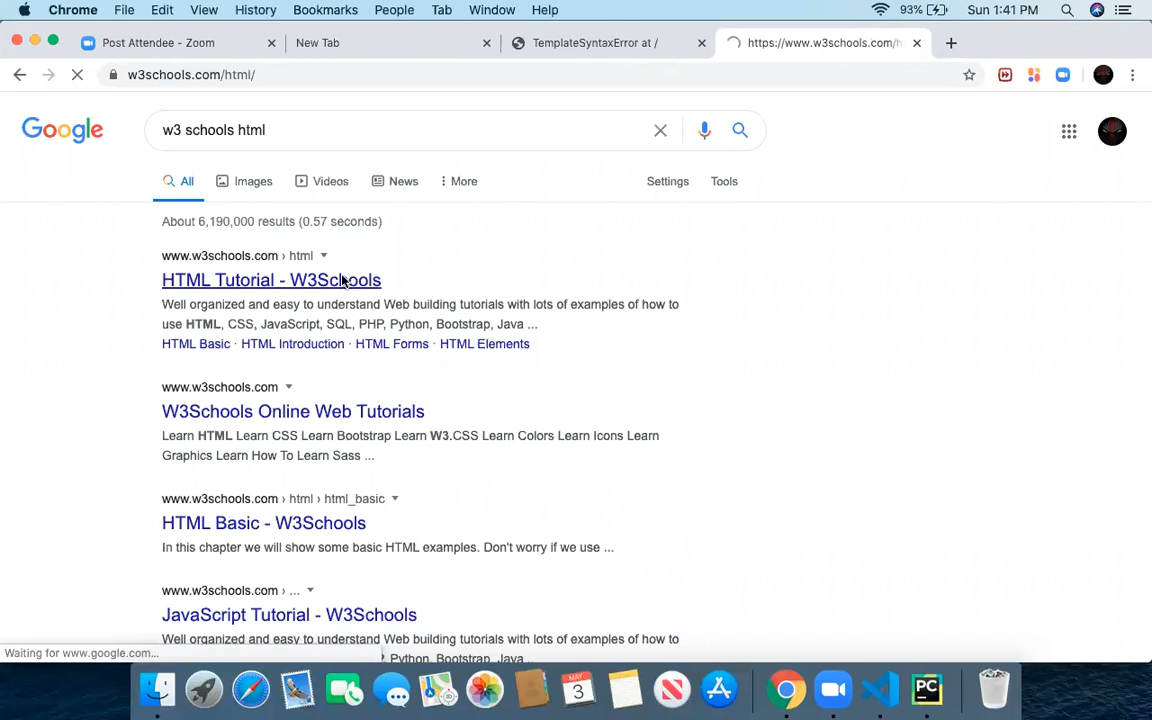 Chrome File Edit View History Bookmarks People Tab Window Help 93% Sun 1:41 PM
Post Attendee - Zoom New Tab TemplateSyntaxError at / https://www.w3schools.com/h
w3schools.com/html/
Google w3 schools html
All Images Videos News More Settings Tools
About 6,190,000 results (0.57 seconds)
www.w3schools.com › html
HTML Tutorial - W3Schools
Well organized and easy to understand Web building tutorials with lots of examples of how to
use HTML, CSS, JavaScript, SQL, PHP, Python, Bootstrap, Java ...
HTML Basic · HTML Introduction · HTML Forms · HTML Elements
www.w3schools.com
W3Schools Online Web Tutorials
Learn HTML Learn CSS Learn Bootstrap Learn W3.CSS Learn Colors Learn Icons Learn
Graphics Learn How To Learn Sass ...
www.w3schools.com › html › html_basic
HTML Basic - W3Schools
In this chapter we will show some basic HTML examples. Don't worry if we use ...
www.w3schools.com › ...
JavaScript Tutorial - W3Schools
Well organized and easy to understand Web building tutorials with lots of examples of how to
Waiting for www.google.com...
Python, Bootstrap, Java ...
MAY
3
PC